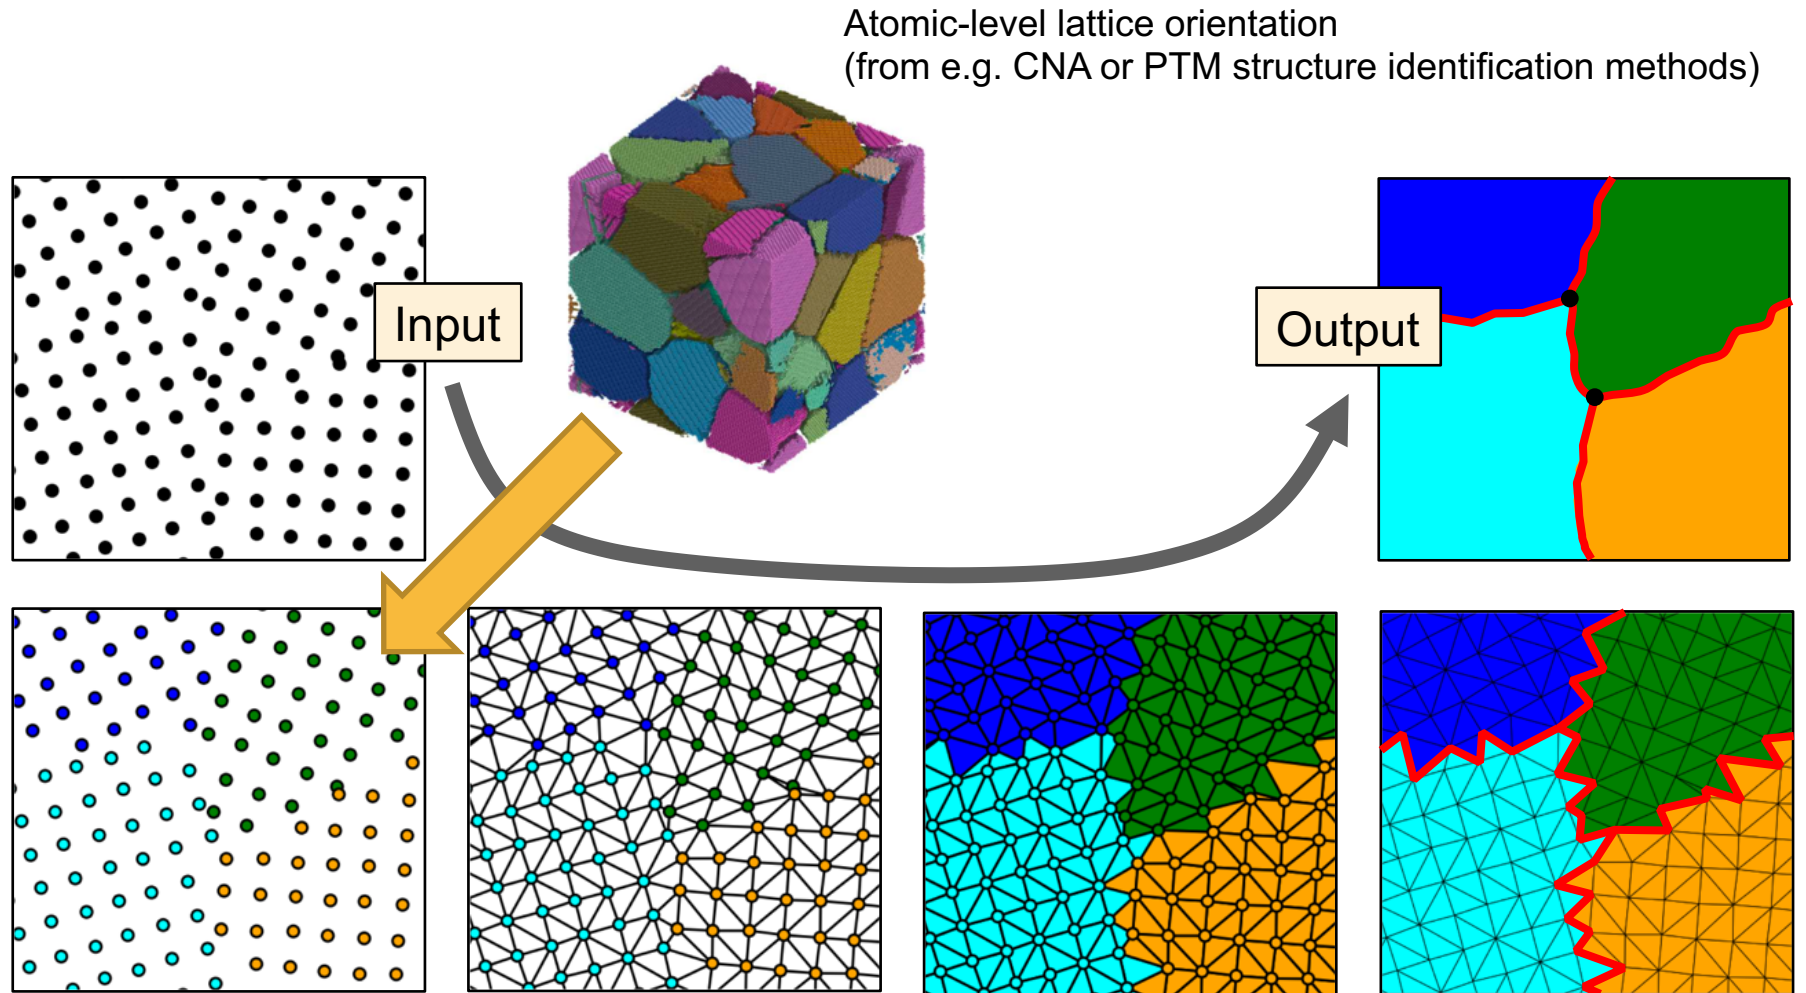 Atomic-level lattice orientation
(from e.g. CNA or PTM structure identification methods)
Input
Output